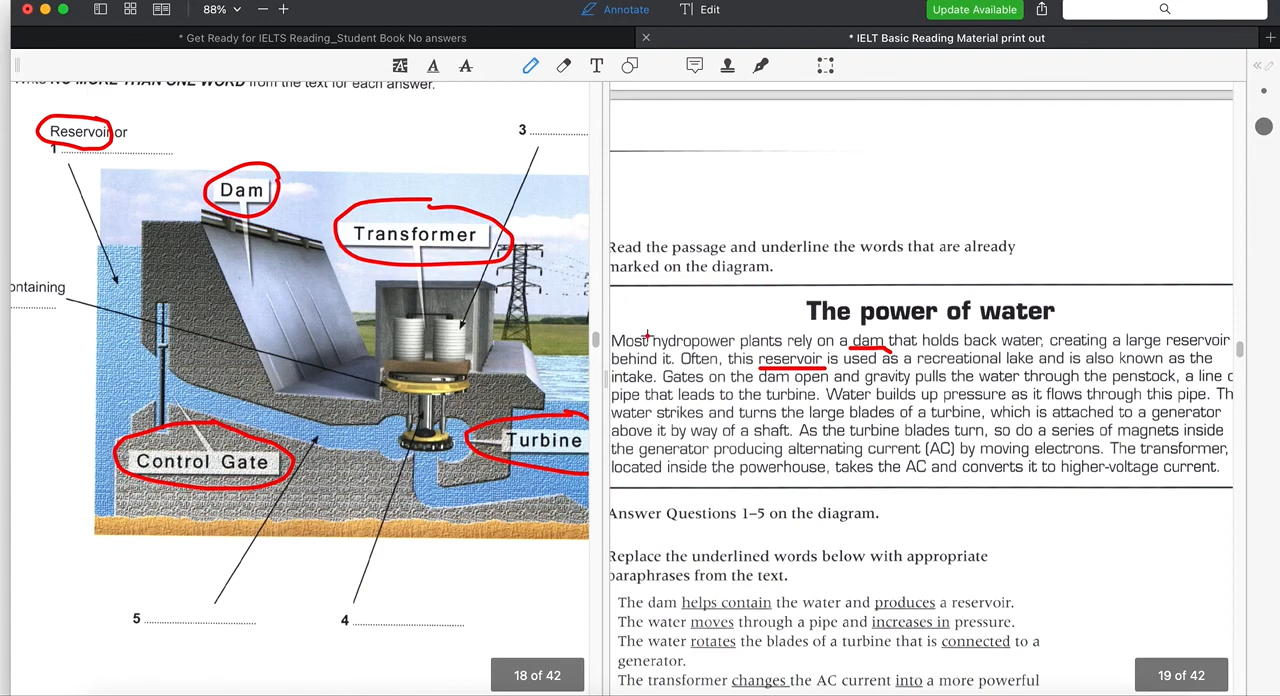 88%
Annotate
Edit
Update Available
* Get Ready for IELTS Reading_Student Book No answers
* IELT Basic Reading Material print out
NO MORE THAN ONE WORD from the text for each answer.
Reservoir or
1
3
Dam
Transformer
ontaining
Control Gate
Turbine
5
4
18 of 42
Read the passage and underline the words that are already
marked on the diagram.
The power of water
Most hydropower plants rely on a dam that holds back water, creating a large reservoir
behind it. Often, this reservoir is used as a recreational lake and is also known as the
intake. Gates on the dam open and gravity pulls the water through the penstock, a line o
pipe that leads to the turbine. Water builds up pressure as it flows through this pipe. Th
water strikes and turns the large blades of a turbine, which is attached to a generator
above it by way of a shaft. As the turbine blades turn, so do a series of magnets inside
the generator producing alternating current (AC) by moving electrons. The transformer,
located inside the powerhouse, takes the AC and converts it to higher-voltage current.
Answer Questions 1–5 on the diagram.
Replace the underlined words below with appropriate
paraphrases from the text.
The dam helps contain the water and produces a reservoir.
The water moves through a pipe and increases in pressure.
The water rotates the blades of a turbine that is connected to a
generator.
The transformer changes the AC current into a more powerful
19 of 42